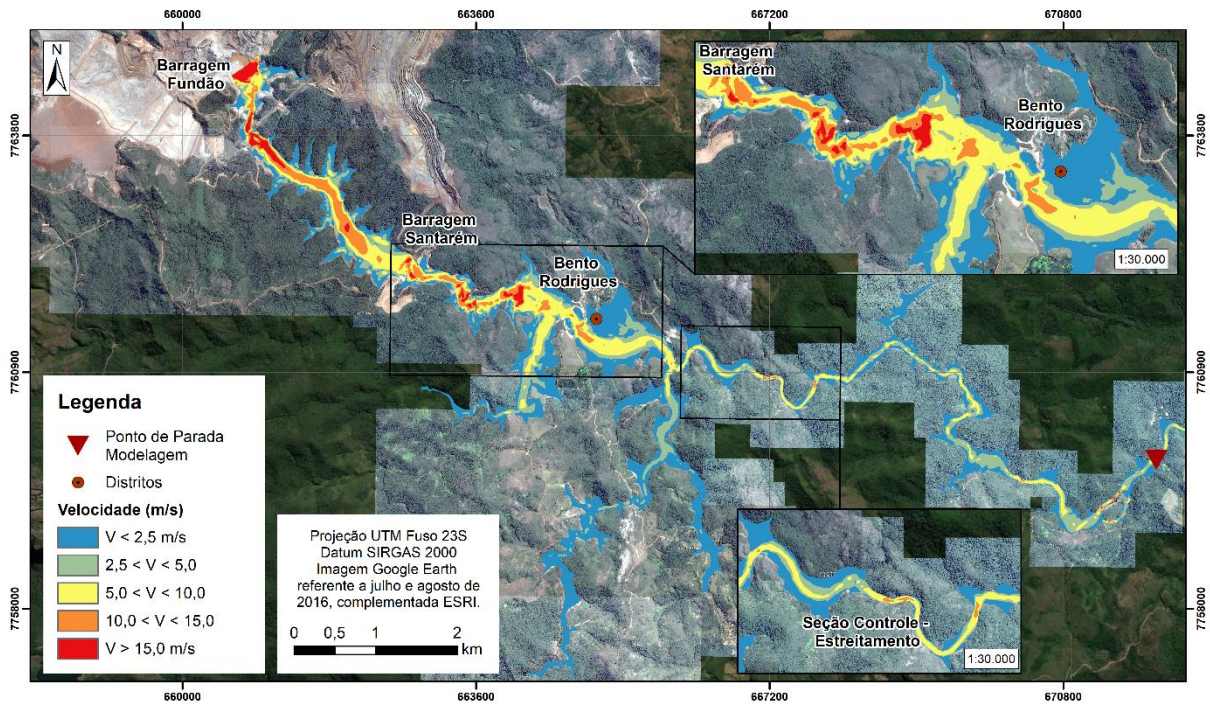 660000
663600
667200
670800
N
Barragem
Fundão
Barragem
Santarém
Bento
Rodrigues
1:30.000
7763800
7763800
Barragem
Santarém
Bento
Rodrigues
7760900
7760900
Legenda
Ponto de Parada
Modelagem
Distritos
Velocidade (m/s)
V < 2,5 m/s
2,5 < V < 5,0
5,0 < V < 10,0
10,0 < V < 15,0
V > 15,0 m/s
Projeção UTM Fuso 23S
Datum SIRGAS 2000
Imagem Google Earth
referente a julho e agosto de
2016, complementada ESRI.
0 0,5 1 2
km
Seção Controle -
Estreitamento
1:30.000
7758000
7758000
660000
663600
667200
670800